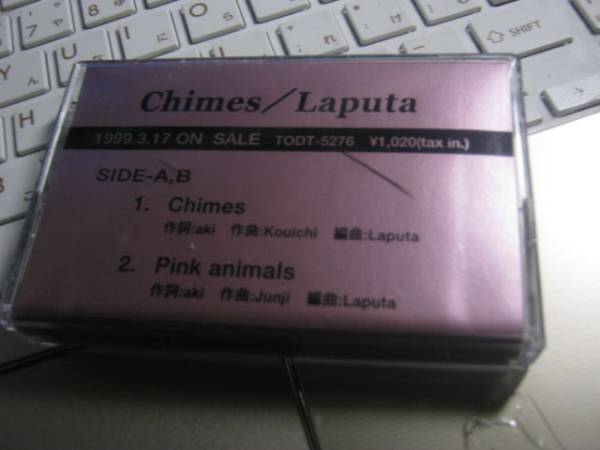 Chimes／Laputa
1999.3.17 ON SALE TODT-5276 ¥1,020(tax in.)
SIDE-A,B
1. Chimes
作詞:aki 作曲:Kouichi 編曲:Laputa
2. Pink animals
作詞:aki 作曲:Junji 編曲:Laputa
SHIFT